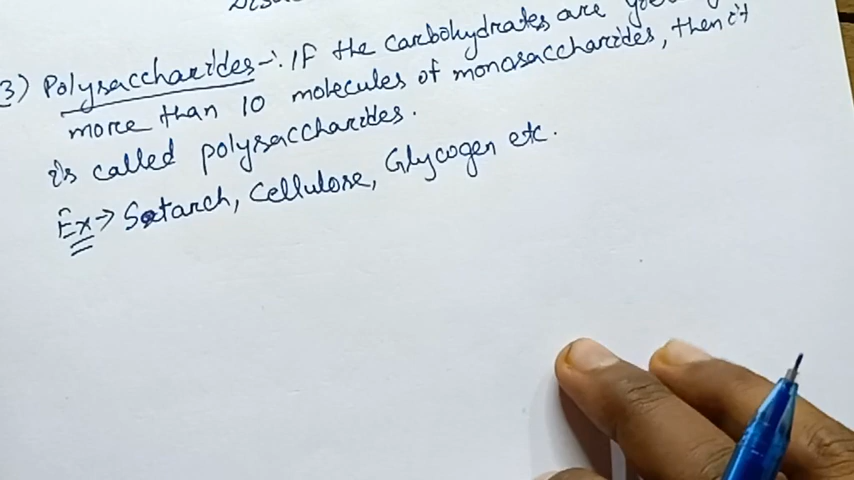 3) Polysaccharides-: If the carbohydrates are
more than 10 molecules of monosaccharides, then it
is called polysaccharides.
Ex→ Starch, Cellulose, Glycogen etc.